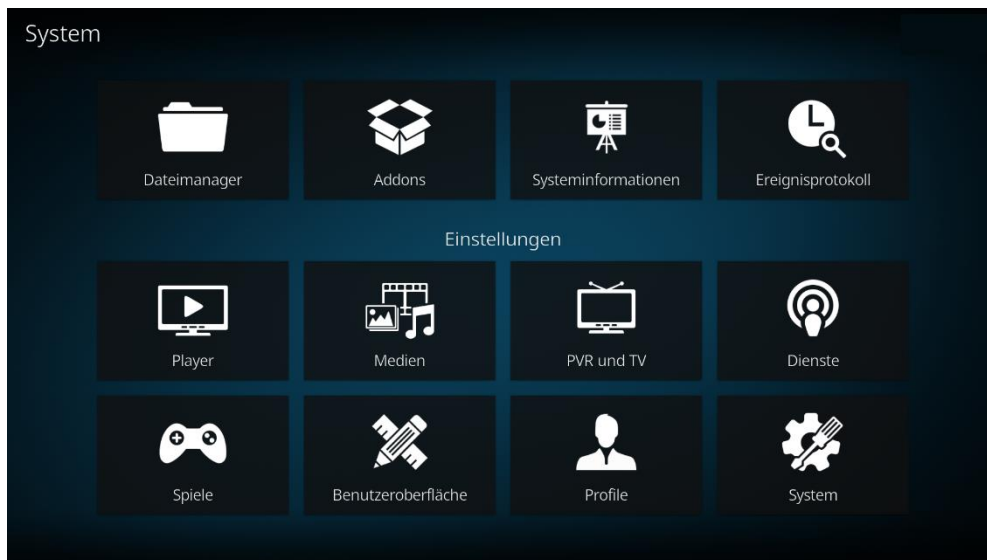 System
Dateimanager
Addons
Systeminformationen
Ereignisprotokoll
Einstellungen
Player
Medien
PVR und TV
Dienste
Spiele
Benutzeroberfläche
Profile
System